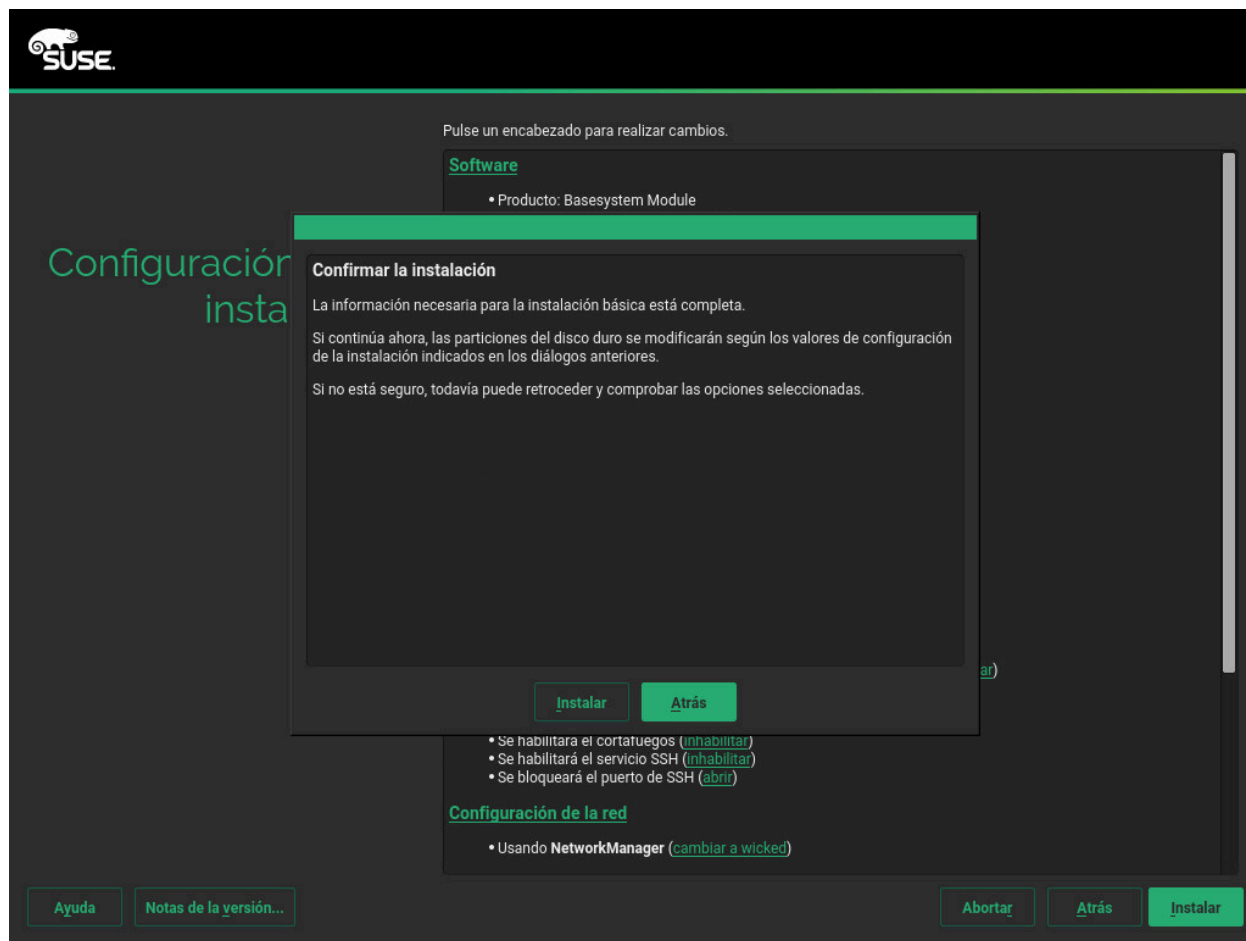 SUSE.
Pulse un encabezado para realizar cambios.
Software
• Producto: Basesystem Module
Configuración
insta
Confirmar la instalación
La información necesaria para la instalación básica está completa.
Si continúa ahora, las particiones del disco duro se modificarán según los valores de configuración
de la instalación indicados en los diálogos anteriores.
Si no está seguro, todavía puede retroceder y comprobar las opciones seleccionadas.
ar)
Instalar
Atrás
• Se habilitará el cortafuegos (inhabilitar)
• Se habilitará el servicio SSH (inhabilitar)
• Se bloqueará el puerto de SSH (abrir)
Configuración de la red
• Usando NetworkManager (cambiar a wicked)
Ayuda
Notas de la versión...
Abortar
Atrás
Instalar